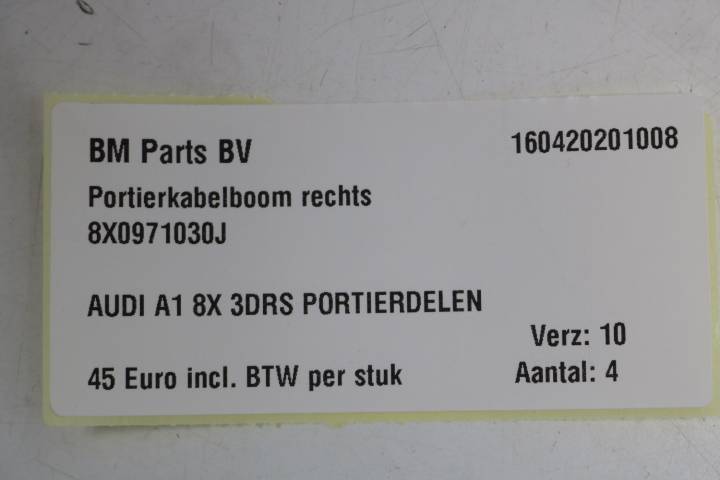 BM Parts BV 160420201008
Portierkabelboom rechts
8X0971030J
AUDI A1 8X 3DRS PORTIERDELEN
Verz: 10
45 Euro incl. BTW per stuk Aantal: 4